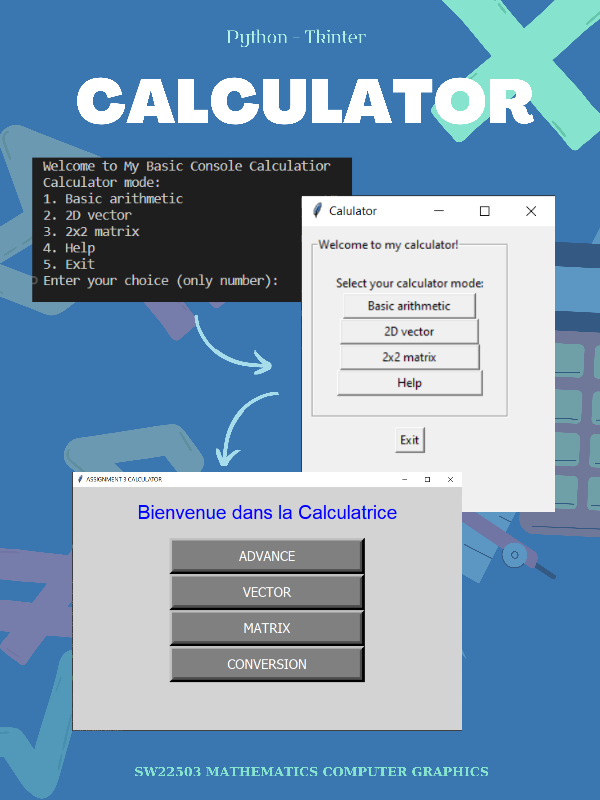 Python - Tkinter
CALCULATOR
Welcome to My Basic Console Calculatior
Calculator mode:
1. Basic arithmetic
2. 2D vector
3. 2x2 matrix
4. Help
5. Exit
Enter your choice (only number):
Calulator
Welcome to my calculator!
Select your calculator mode:
Basic arithmetic
2D vector
2x2 matrix
Help
Exit
ASSIGNMENT 3 CALCULATOR
Bienvenue dans la Calculatrice
ADVANCE
VECTOR
MATRIX
CONVERSION
SW22503 MATHEMATICS COMPUTER GRAPHICS